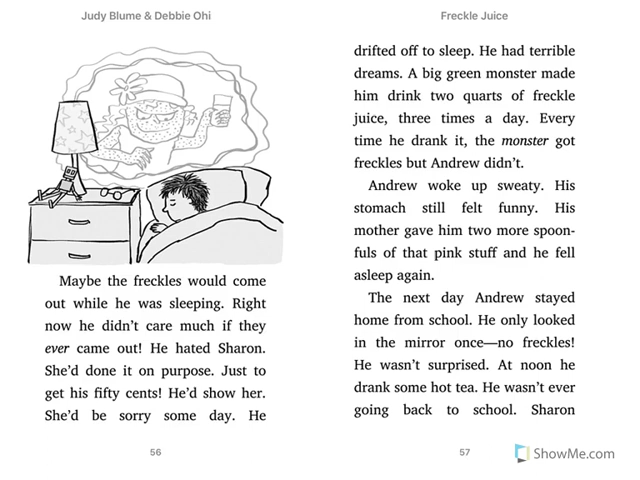 Judy Blume & Debbie Ohi
Maybe the freckles would come
out while he was sleeping. Right
now he didn’t care much if they
ever came out! He hated Sharon.
She’d done it on purpose. Just to
get his fifty cents! He’d show her.
She’d be sorry some day. He
56
Freckle Juice
drifted off to sleep. He had terrible
dreams. A big green monster made
him drink two quarts of freckle
juice, three times a day. Every
time he drank it, the monster got
freckles but Andrew didn’t.
Andrew woke up sweaty. His
stomach still felt funny. His
mother gave him two more spoon-
fuls of that pink stuff and he fell
asleep again.
The next day Andrew stayed
home from school. He only looked
in the mirror once—no freckles!
He wasn’t surprised. At noon he
drank some hot tea. He wasn’t ever
going back to school. Sharon
57
ShowMe.com